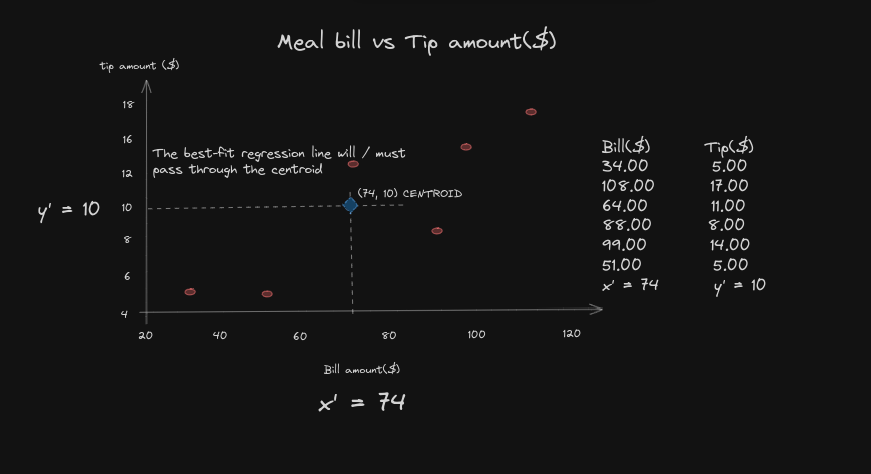 Meal bill vs Tip amount($)
tip amount ($)
18
16
The best-fit regression line will / must
pass through the centroid
12
(74, 10) CENTROID
y' = 10
10
8
6
4
20 40 60 80 100 120
Bill amount($)
x' = 74
Bill($) Tip($)
34.00 5.00
108.00 17.00
64.00 11.00
88.00 8.00
99.00 14.00
51.00 5.00
x' = 74 y' = 10